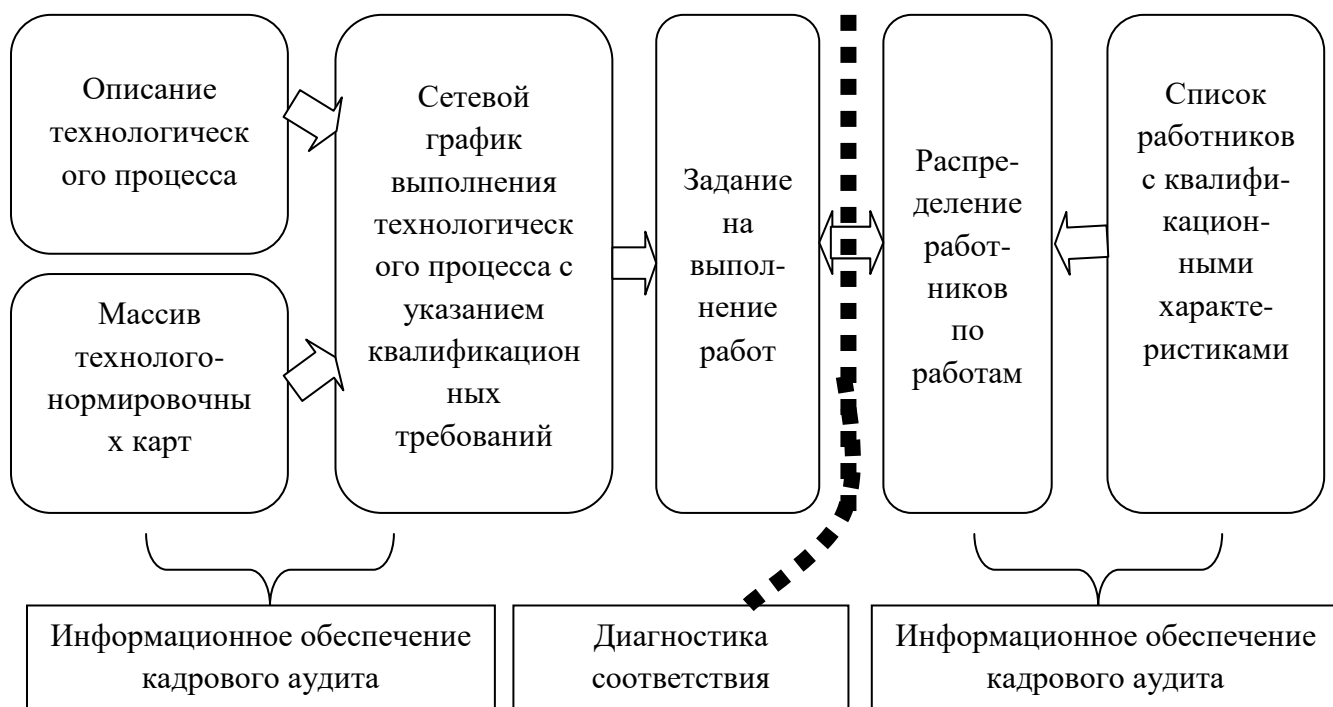 Описание
технологическ
ого процесса
Массив
технолого-
нормировочны
х карт
Сетевой
график
выполнения
технологическ
ого процесса с
указанием
квалификацион
ных
требований
Задание
на
выпол-
нение
работ
Распре-
деление
работ-
ников
по
работам
Список
работников
с квалифи-
кацион-
ными
характе-
ристиками
Информационное обеспечение
кадрового аудита
Диагностика
соответствия
Информационное обеспечение
кадрового аудита